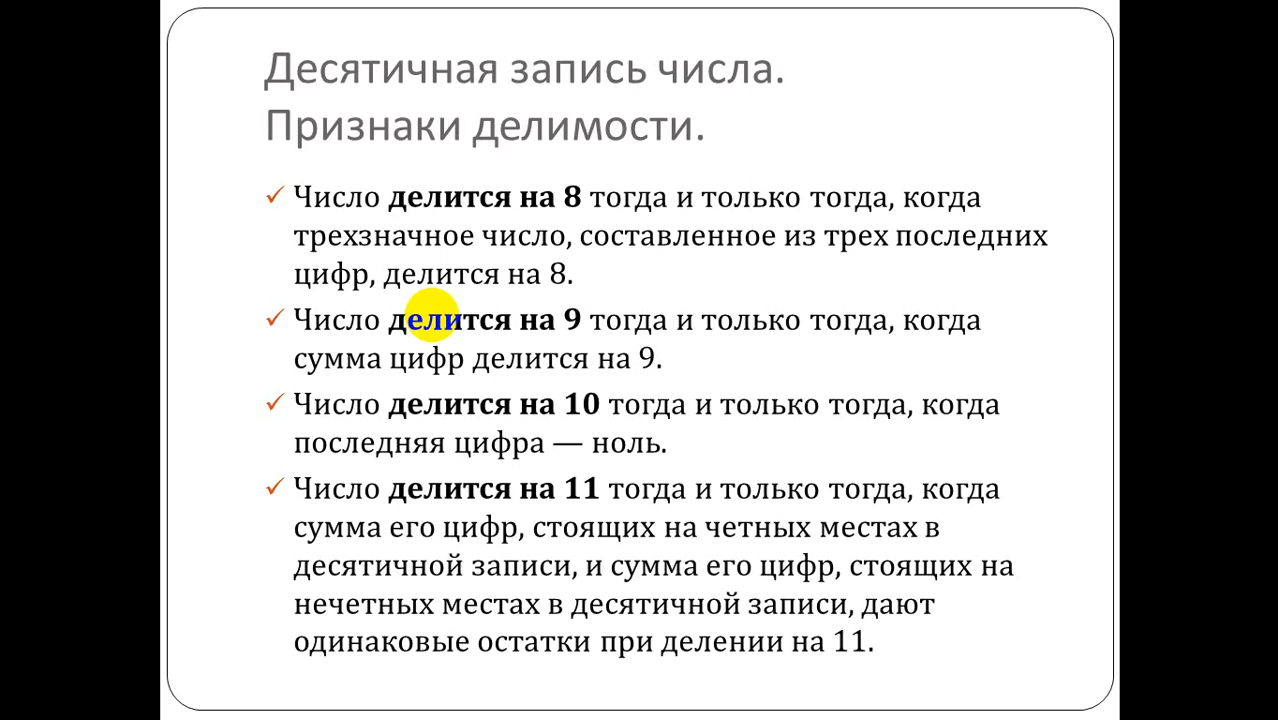 Десятичная запись числа.
Признаки делимости.
✓ Число делится на 8 тогда и только тогда, когда
трехзначное число, составленное из трех последних
цифр, делится на 8.
✓ Число делится на 9 тогда и только тогда, когда
сумма цифр делится на 9.
✓ Число делится на 10 тогда и только тогда, когда
последняя цифра — ноль.
✓ Число делится на 11 тогда и только тогда, когда
сумма его цифр, стоящих на четных местах в
десятичной записи, и сумма его цифр, стоящих на
нечетных местах в десятичной записи, дают
одинаковые остатки при делении на 11.